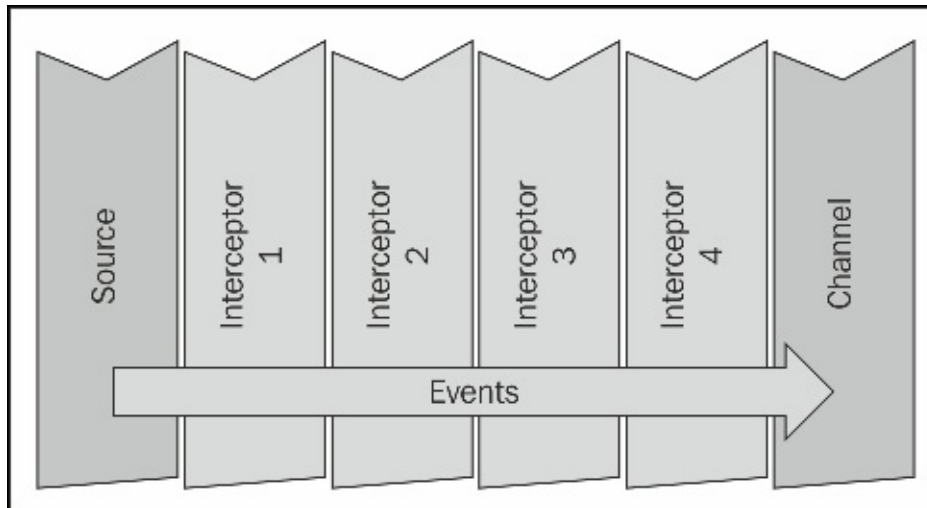 Source
Interceptor
1
Interceptor
2
Interceptor
3
Interceptor
4
Channel
Events